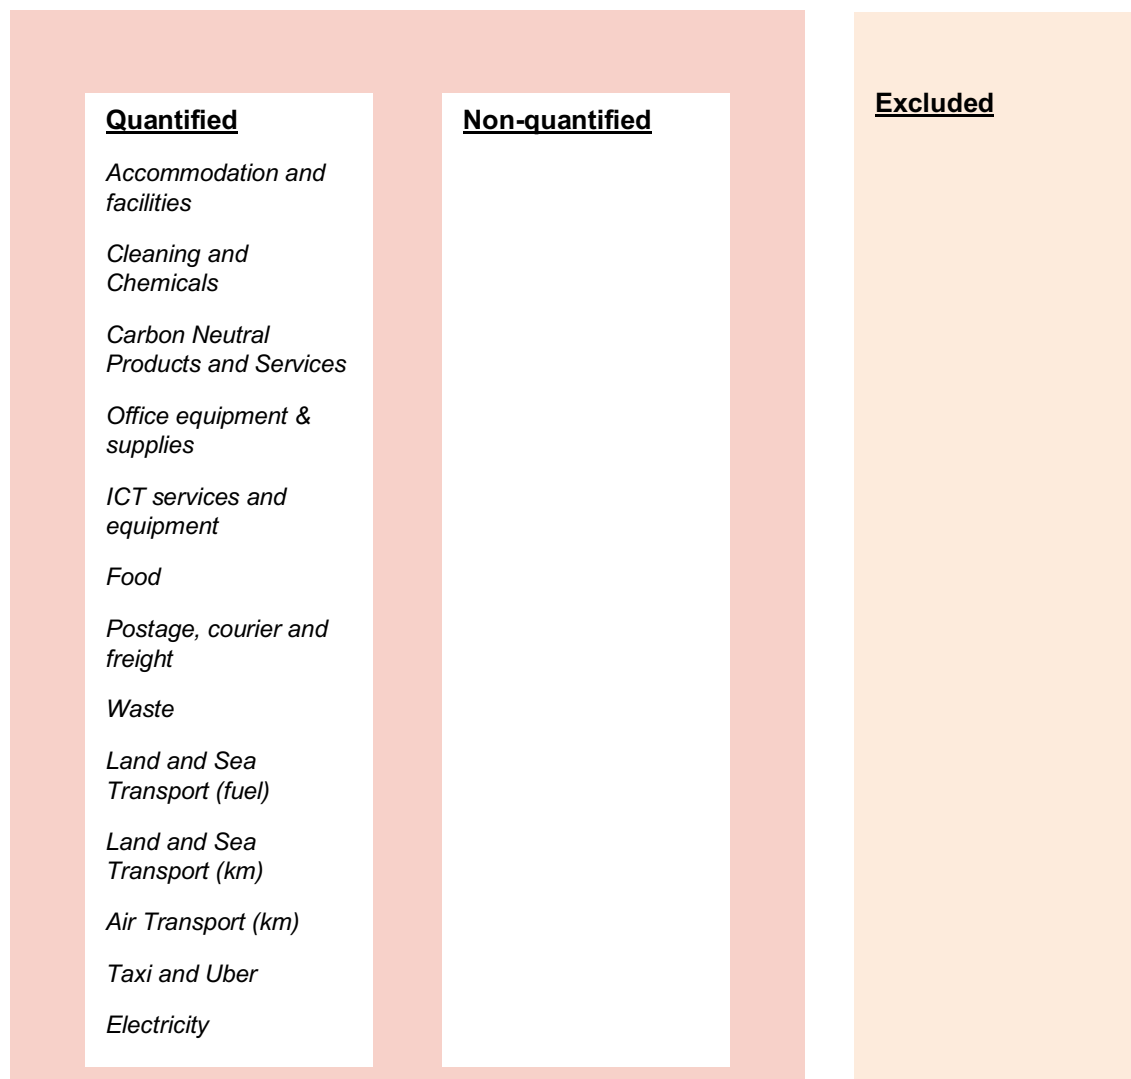 Quantified
Accommodation and
facilities
Cleaning and
Chemicals
Carbon Neutral
Products and Services
Office equipment &
supplies
ICT services and
equipment
Food
Postage, courier and
freight
Waste
Land and Sea
Transport (fuel)
Land and Sea
Transport (km)
Air Transport (km)
Taxi and Uber
Electricity
Non-quantified
Excluded